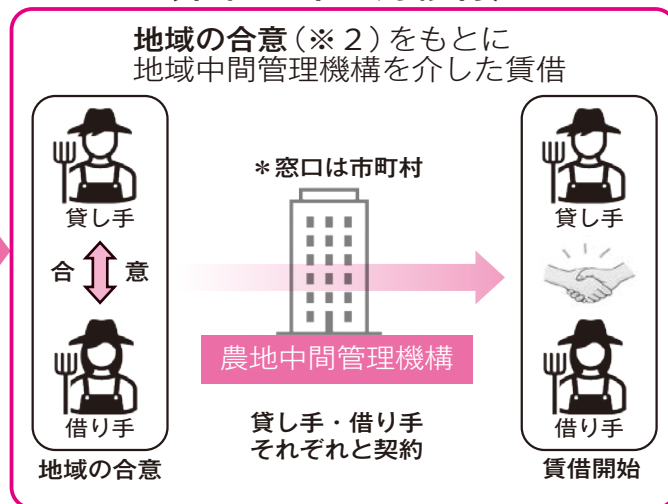 地域の合意(※２)をもとに
地域中間管理機構を介した賃借
貸し手
合 意
借り手
地域の合意
＊窓口は市町村
農地中間管理機構
貸し手・借り手
それぞれと契約
貸し手
借り手
賃借開始